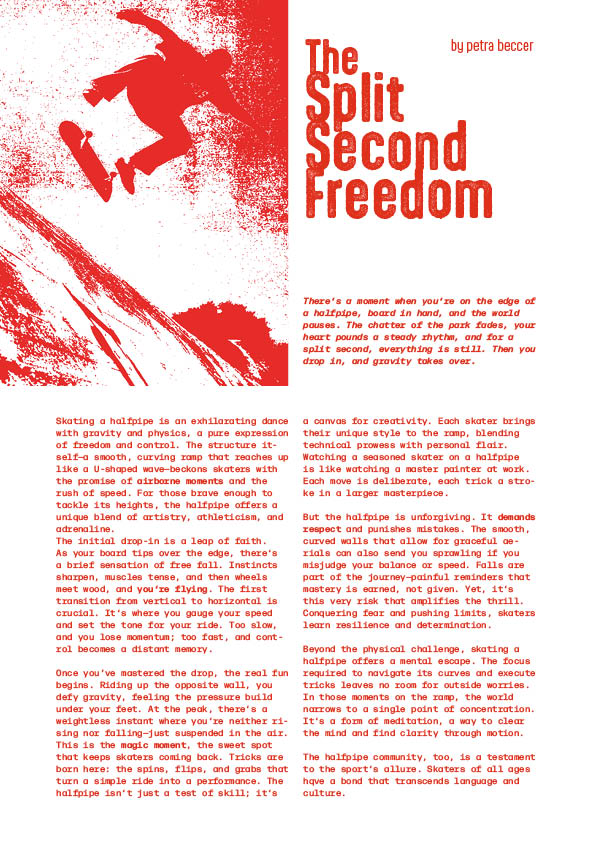 The
Split
Second
Freedom
by petra beccer
There's a moment when you're on the edge of
a halfpipe, board in hand, and the world
pauses. The chatter of the park fades, your
heart pounds a steady rhythm, and for a
split second, everything is still. Then you
drop in, and gravity takes over.
Skating a halfpipe is an exhilarating dance
with gravity and physics, a pure expression
of freedom and control. The structure it-
self—a smooth, curving ramp that reaches up
like a U-shaped wave—beckons skaters with
the promise of airborne moments and the
rush of speed. For those brave enough to
tackle its heights, the halfpipe offers a
unique blend of artistry, athleticism, and
adrenaline.
The initial drop-in is a leap of faith.
As your board tips over the edge, there's
a brief sensation of free fall. Instincts
sharpen, muscles tense, and then wheels
meet wood, and you're flying. The first
transition from vertical to horizontal is
crucial. It's where you gauge your speed
and set the tone for your ride. Too slow,
and you lose momentum; too fast, and cont-
rol becomes a distant memory.
Once you've mastered the drop, the real fun
begins. Riding up the opposite wall, you
defy gravity, feeling the pressure build
under your feet. At the peak, there's a
weightless instant where you're neither ri-
sing nor falling—just suspended in the air.
This is the magic moment, the sweet spot
that keeps skaters coming back. Tricks are
born here: the spins, flips, and grabs that
turn a simple ride into a performance. The
halfpipe isn't just a test of skill; it's
a canvas for creativity. Each skater brings
their unique style to the ramp, blending
technical prowess with personal flair.
Watching a seasoned skater on a halfpipe
is like watching a master painter at work.
Each move is deliberate, each trick a stro-
ke in a larger masterpiece.
But the halfpipe is unforgiving. It demands
respect and punishes mistakes. The smooth,
curved walls that allow for graceful ae-
rials can also send you sprawling if you
misjudge your balance or speed. Falls are
part of the journey—painful reminders that
mastery is earned, not given. Yet, it's
this very risk that amplifies the thrill.
Conquering fear and pushing limits, skaters
learn resilience and determination.
Beyond the physical challenge, skating a
halfpipe offers a mental escape. The focus
required to navigate its curves and execute
tricks leaves no room for outside worries.
In those moments on the ramp, the world
narrows to a single point of concentration.
It's a form of meditation, a way to clear
the mind and find clarity through motion.
The halfpipe community, too, is a testament
to the sport's allure. Skaters of all ages
hqve a bond that transcends language and
culture.